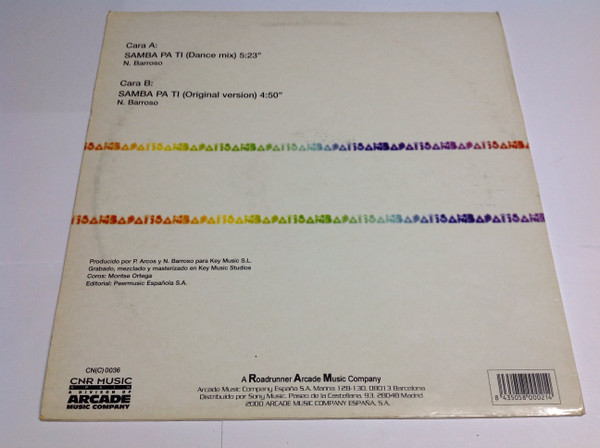 Cara A:
SAMBA PA TI (Dance mix) 5:23"
N. Barroso
Cara B:
SAMBA PA TI (Original version) 4:50"
N. Barroso
Producido por P. Arcos y N. Barroso para Key Music S.L.
Grabado, mezclado y masterizado en Key Music Studios
Coros: Montse Ortega
Editorial: Peermusic Española S.A.
CN(C) 0036
CNR MUSIC
A DIVISION OF
ARCADE
MUSIC COMPANY
A Roadrunner Arcade Music Company
Arcade Music Company España S.A. Marina 128-130, 08013 Barcelona
Distribuido por Sony Music. Paseo de la Castellana, 93. 28046 Madrid
2000 ARCADE MUSIC COMPANY ESPAÑA, S.A.
8 435058 000214